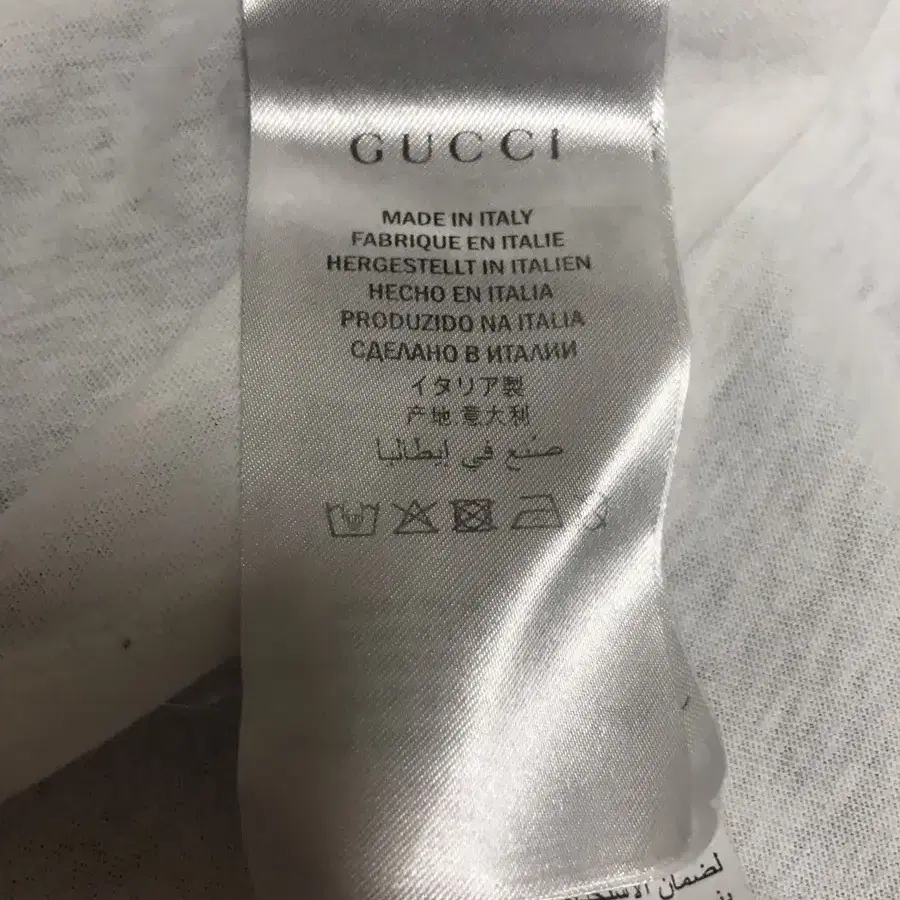 GUCCI
MADE IN ITALY
FABRIQUE EN ITALIE
HERGESTELLT IN ITALIEN
HECHO EN ITALIA
PRODUZIDO NA ITALIA
СДЕЛАНО В ИТАЛИИ
イタリア製
产地 意大利
صنع في إيطاليا
لضمان